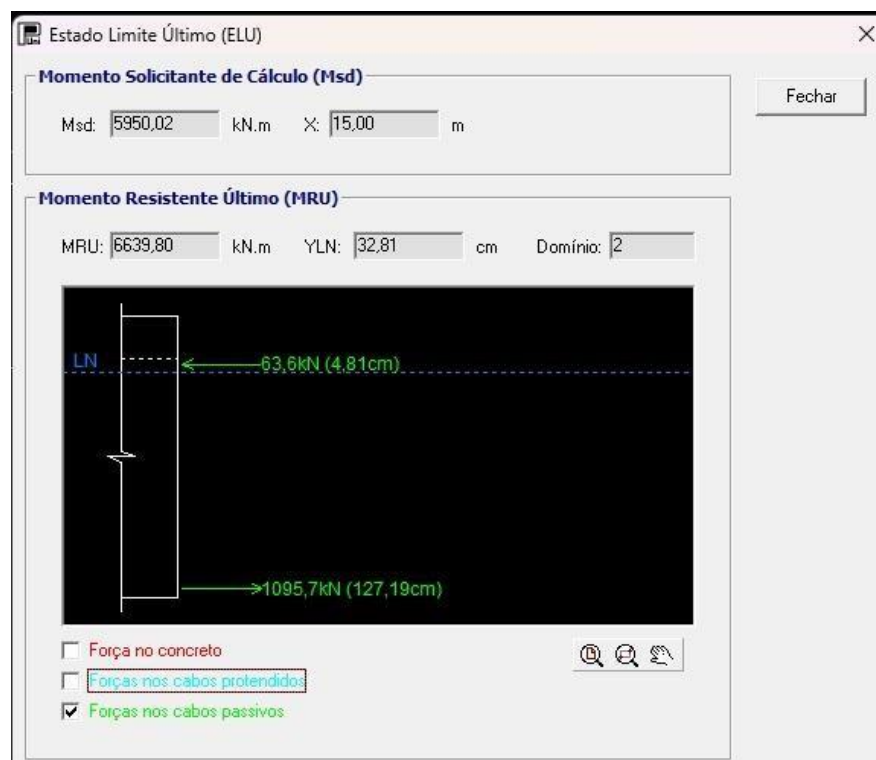 Estado Limite Último (ELU)
Momento Solicitante de Cálculo (Msd)
Msd: 5950,02 kN.m X: 15,00 m
Fechar
Momento Resistente Último (MRU)
MRU: 6639,80 kN.m YLN: 32,81 cm Domínio: 2
LN
63,6kN (4,81cm)
1095,7kN (127,19cm)
Força no concreto
Forças nos cabos protendidos
Forças nos cabos passivos